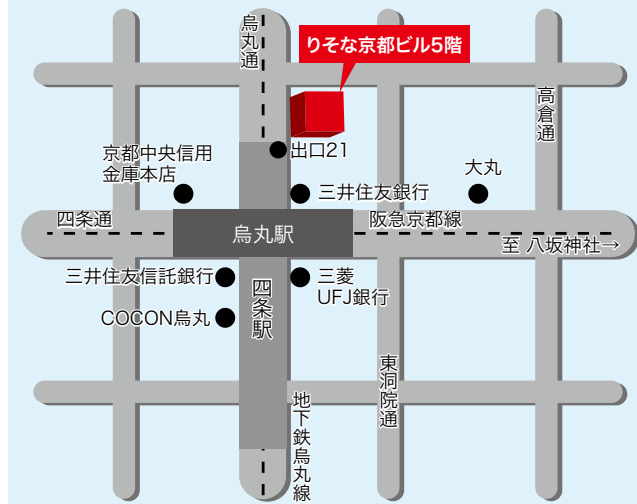 烏丸通
りそな京都ビル5階
高倉通
出口21
京都中央信用
金庫本店
三井住友銀行
大丸
四条通
烏丸駅
阪急京都線
至 八坂神社→
三井住友信託銀行
四条駅
三菱
UFJ銀行
COCON烏丸
東洞院通
地下鉄烏丸線